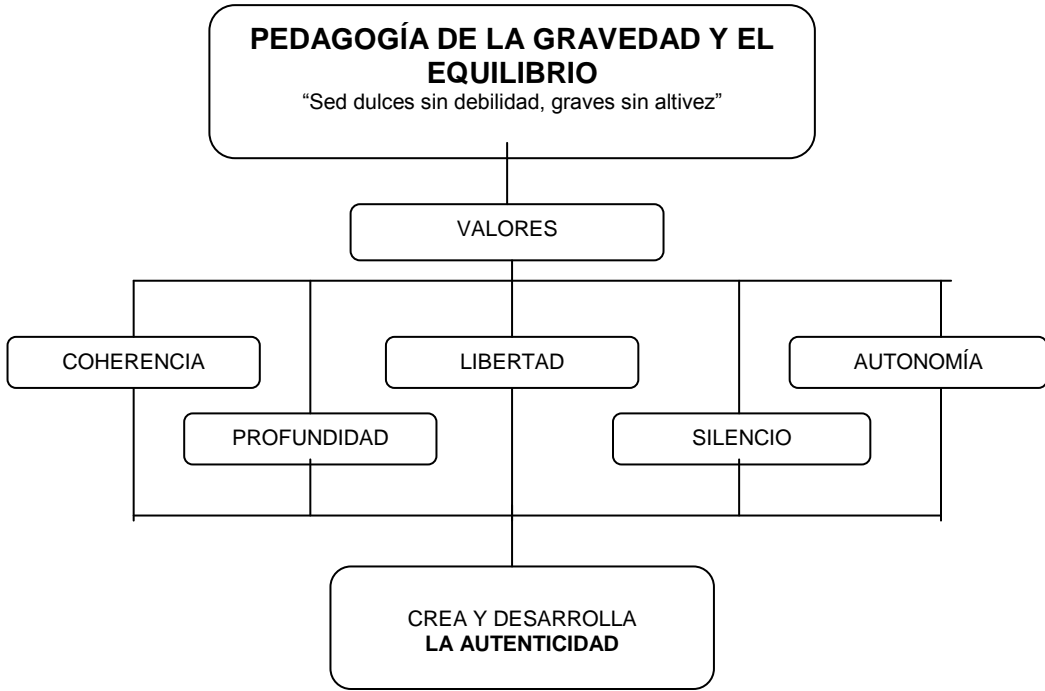 PEDAGOGÍA DE LA GRAVEDAD Y EL
EQUILIBRIO
“Sed dulces sin debilidad, graves sin altivez”
VALORES
COHERENCIA
LIBERTAD
AUTONOMÍA
PROFUNDIDAD
SILENCIO
CREA Y DESARROLLA
LA AUTENTICIDAD